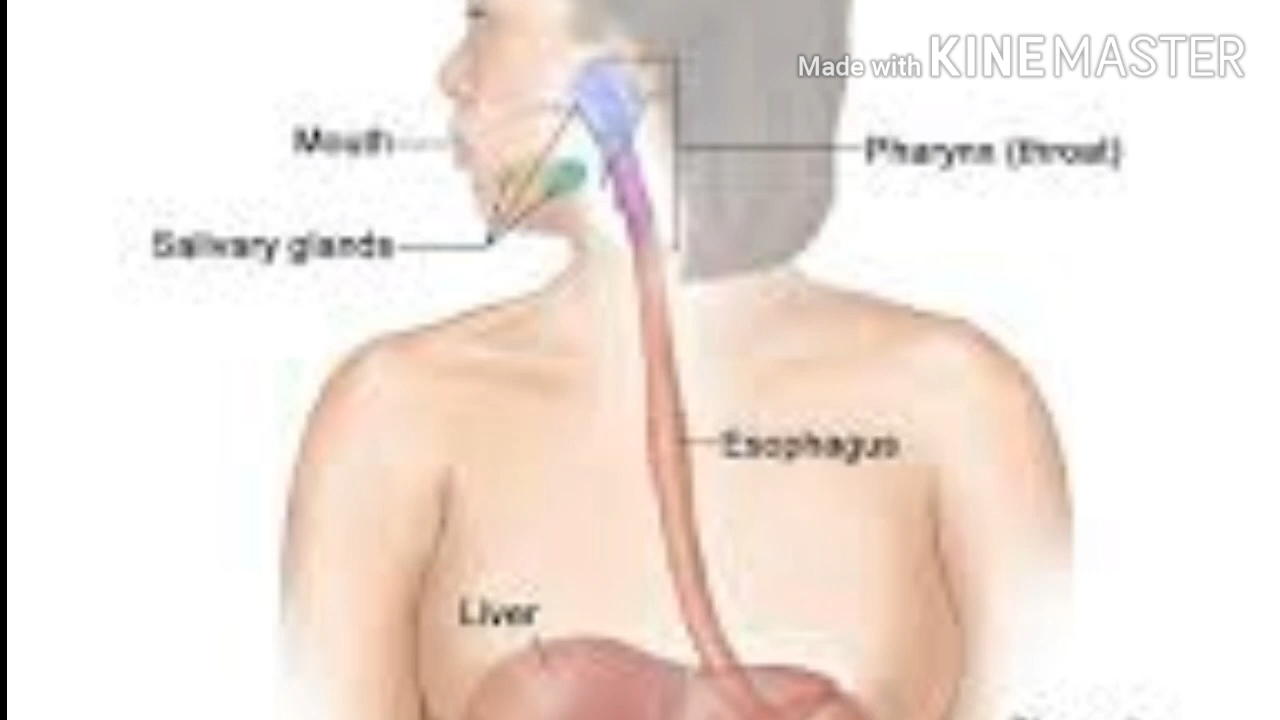 Made with KINEMASTER
Mouth
Pharynx (throat)
Salivary glands
Esophagus
Liver